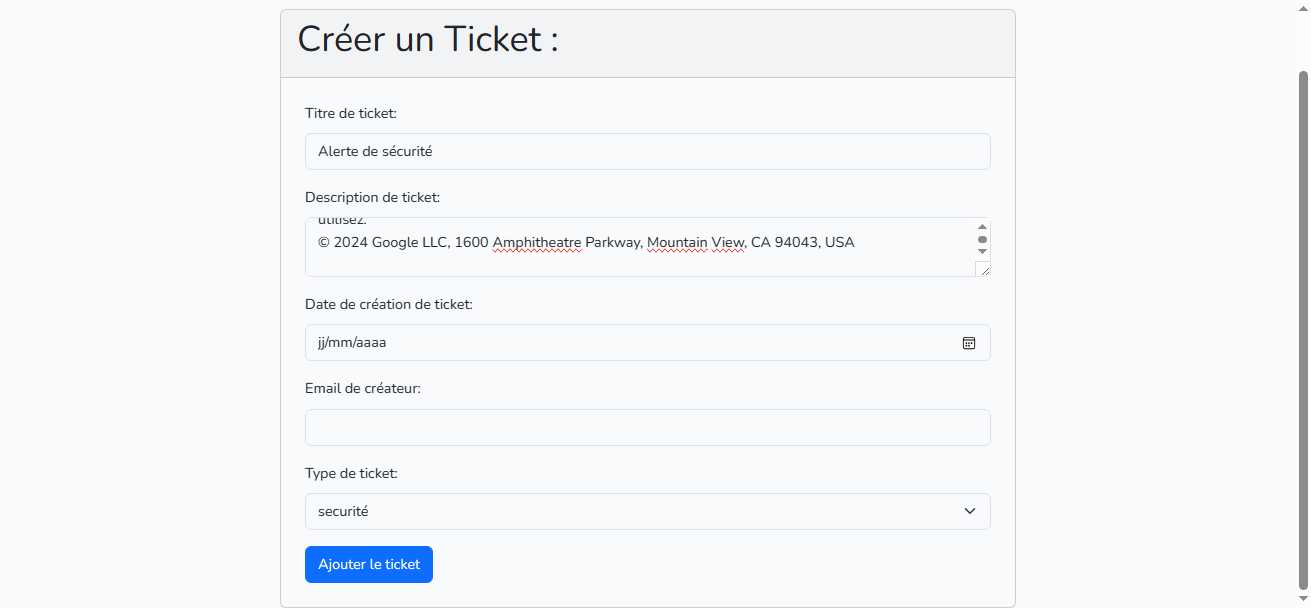 Créer un Ticket :
Titre de ticket:
Alerte de sécurité
Description de ticket:
utilisez.
© 2024 Google LLC, 1600 Amphitheatre Parkway, Mountain View, CA 94043, USA
Date de création de ticket:
jj/mm/aaaa
Email de créateur:
Type de ticket:
securité
Ajouter le ticket